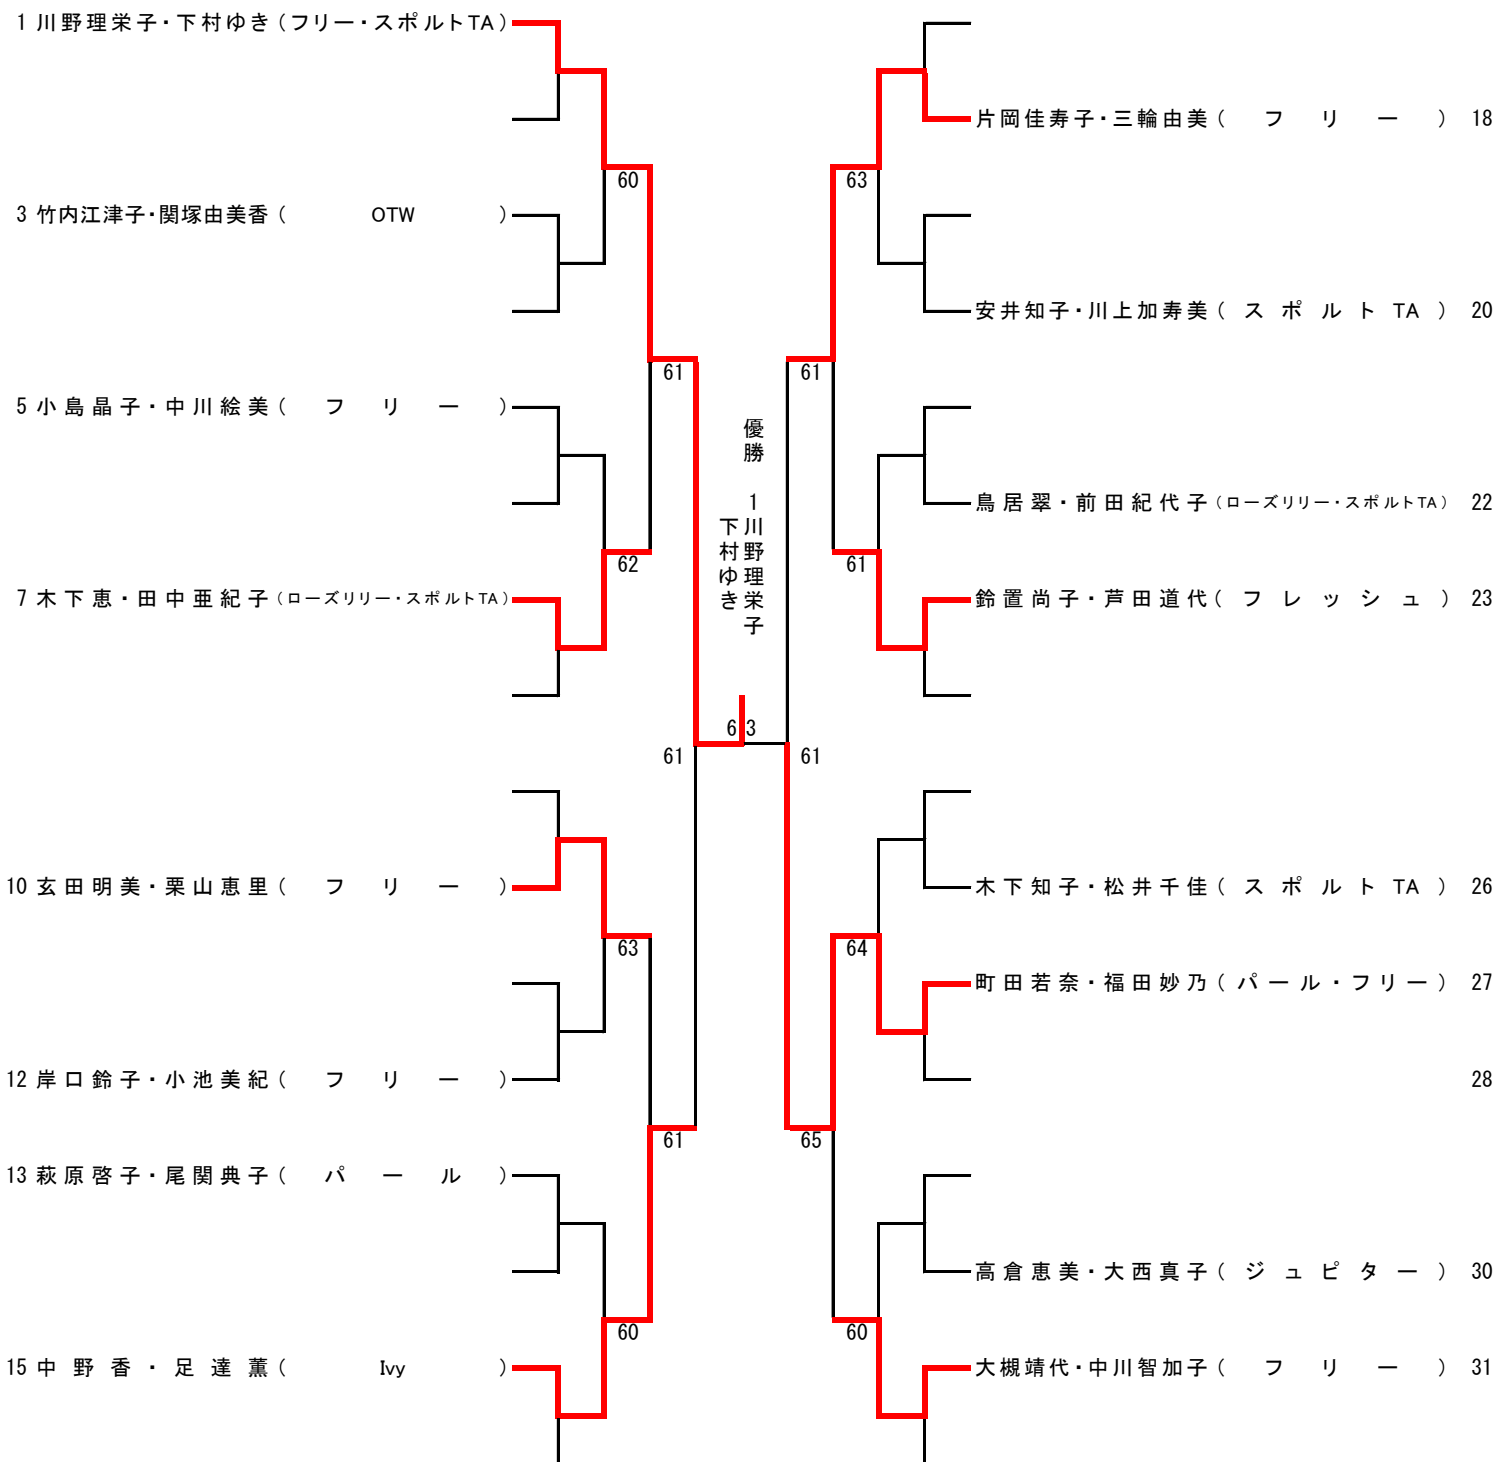 1 川野理栄子・下村ゆき（フリー・スポルトTA）
60
3 竹内江津子・関塚由美香（ OTW ）
61
5 小島晶子・中川絵美（ フリー ）
62
7 木下恵・田中亜紀子（ローズリリー・スポルトTA）
61
10 玄田明美・栗山恵里（ フリー ）
63
12 岸口鈴子・小池美紀（ フリー ）
61
13 萩原啓子・尾関典子（ パール ）
60
15 中野香・足達薫（ Ivy ）
優勝 1川野理栄子
下村ゆき
63
片岡佳寿子・三輪由美（ フリー ） 18
63
安井知子・川上加寿美（ スポルトTA ） 20
61
鳥居翠・前田紀代子（ローズリリー・スポルトTA） 22
61
鈴置尚子・芦田道代（ フレッシュ ） 23
61
木下知子・松井千佳（ スポルトTA ） 26
64
町田若奈・福田妙乃（ パール・フリー ） 27
28
65
高倉恵美・大西真子（ ジュピター ） 30
60
大槻靖代・中川智加子（ フリー ） 31